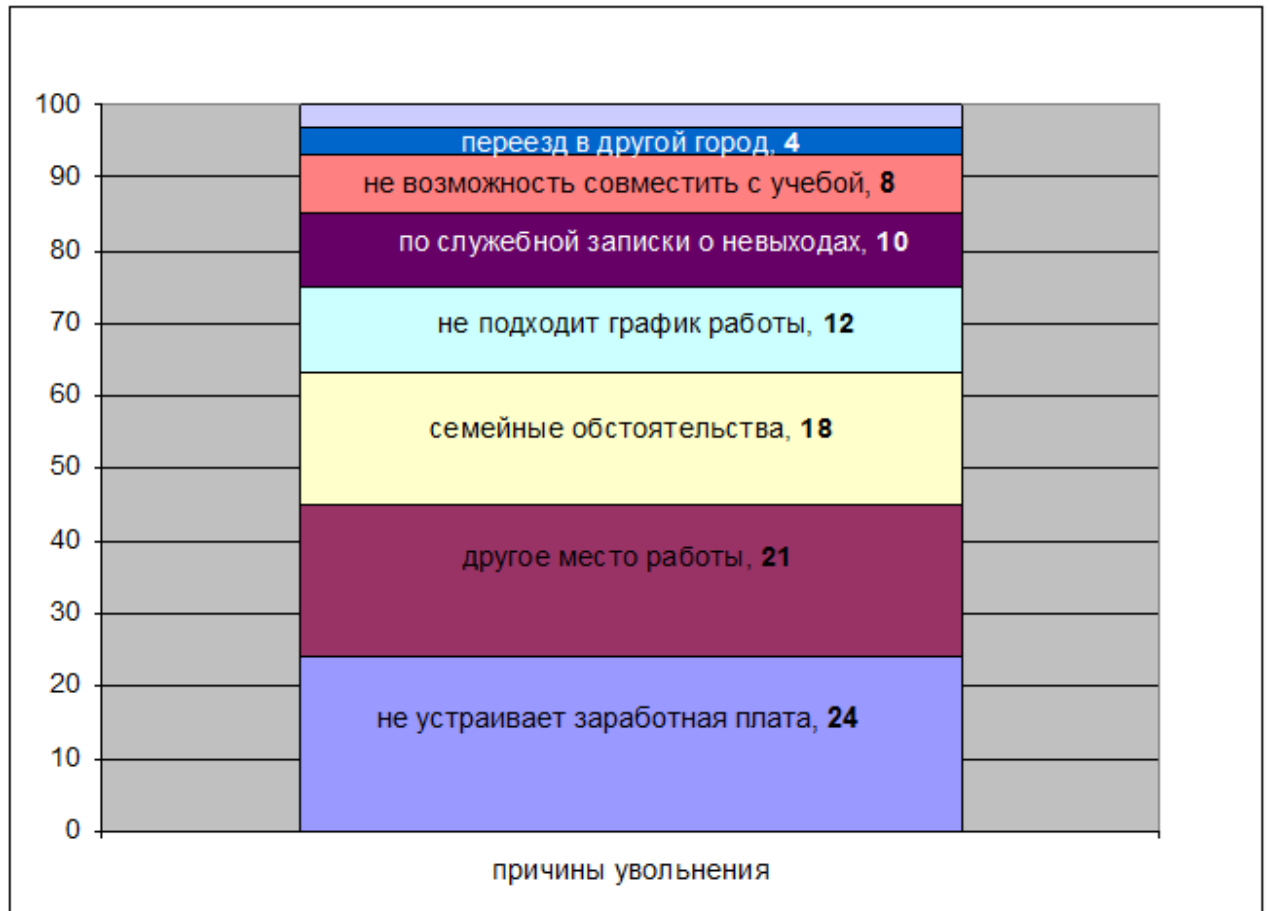 100
переезд в другой город, 4
90
не возможность совместить с учебой, 8
80
по служебной записки о невыходах, 10
70
не подходит график работы, 12
60
семейные обстоятельства, 18
50
40
другое место работы, 21
30
20
не устраивает заработная плата, 24
10
0
причины увольнения